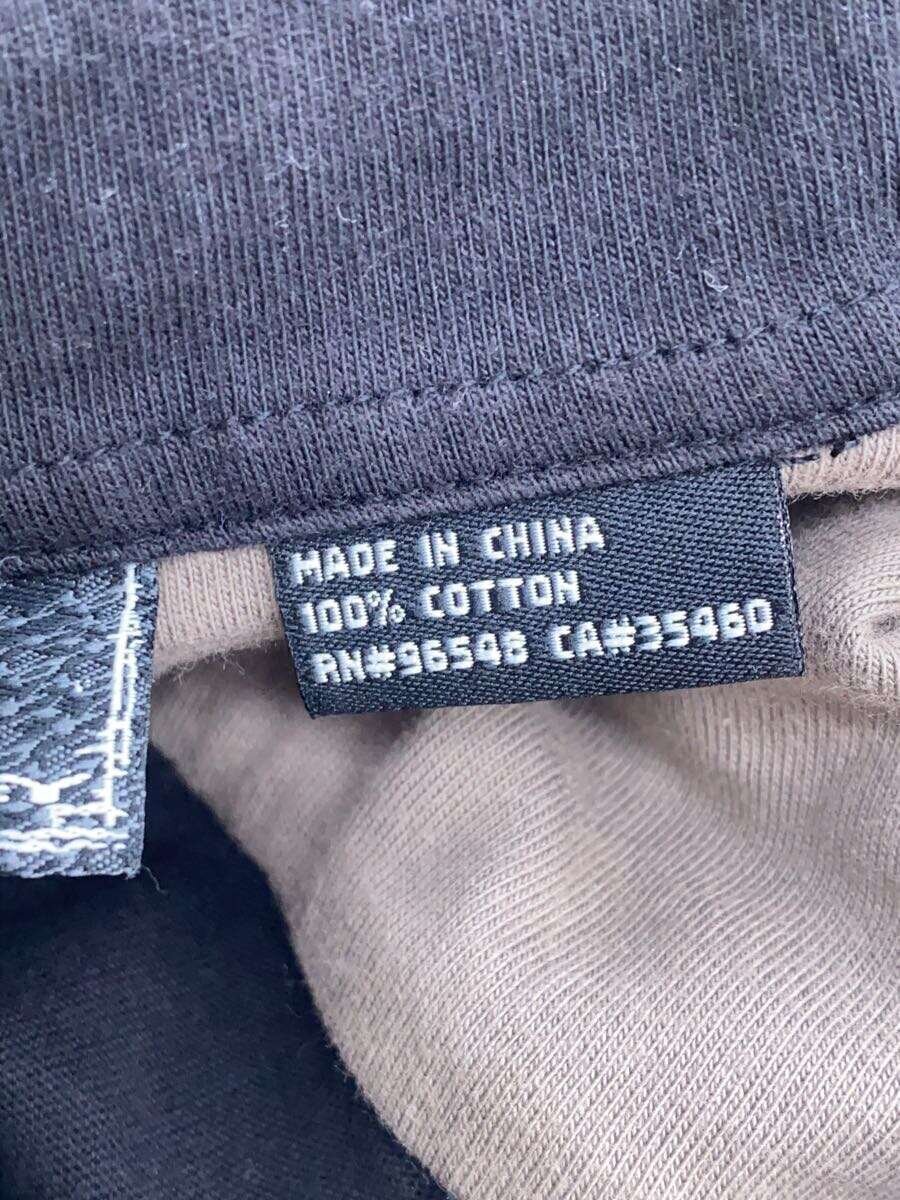 MADE IN CHINA
100% COTTON
RN#96548 CA#35460